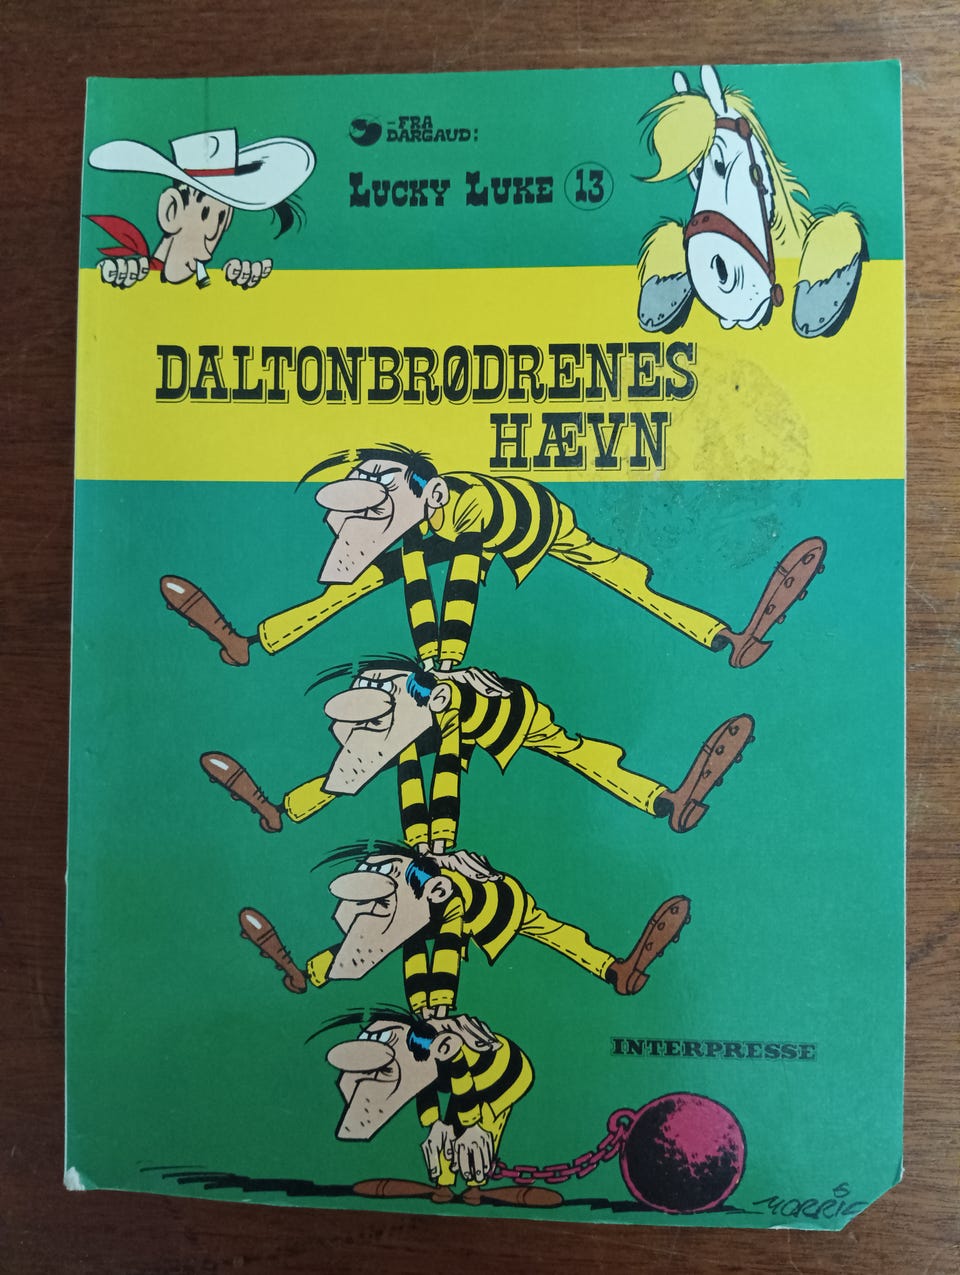 -FRA
DARGAUD:
LUCKY LUKE 13
DALTONBRØDRENES
HÆVN
INTERPRESSE
MORRIS